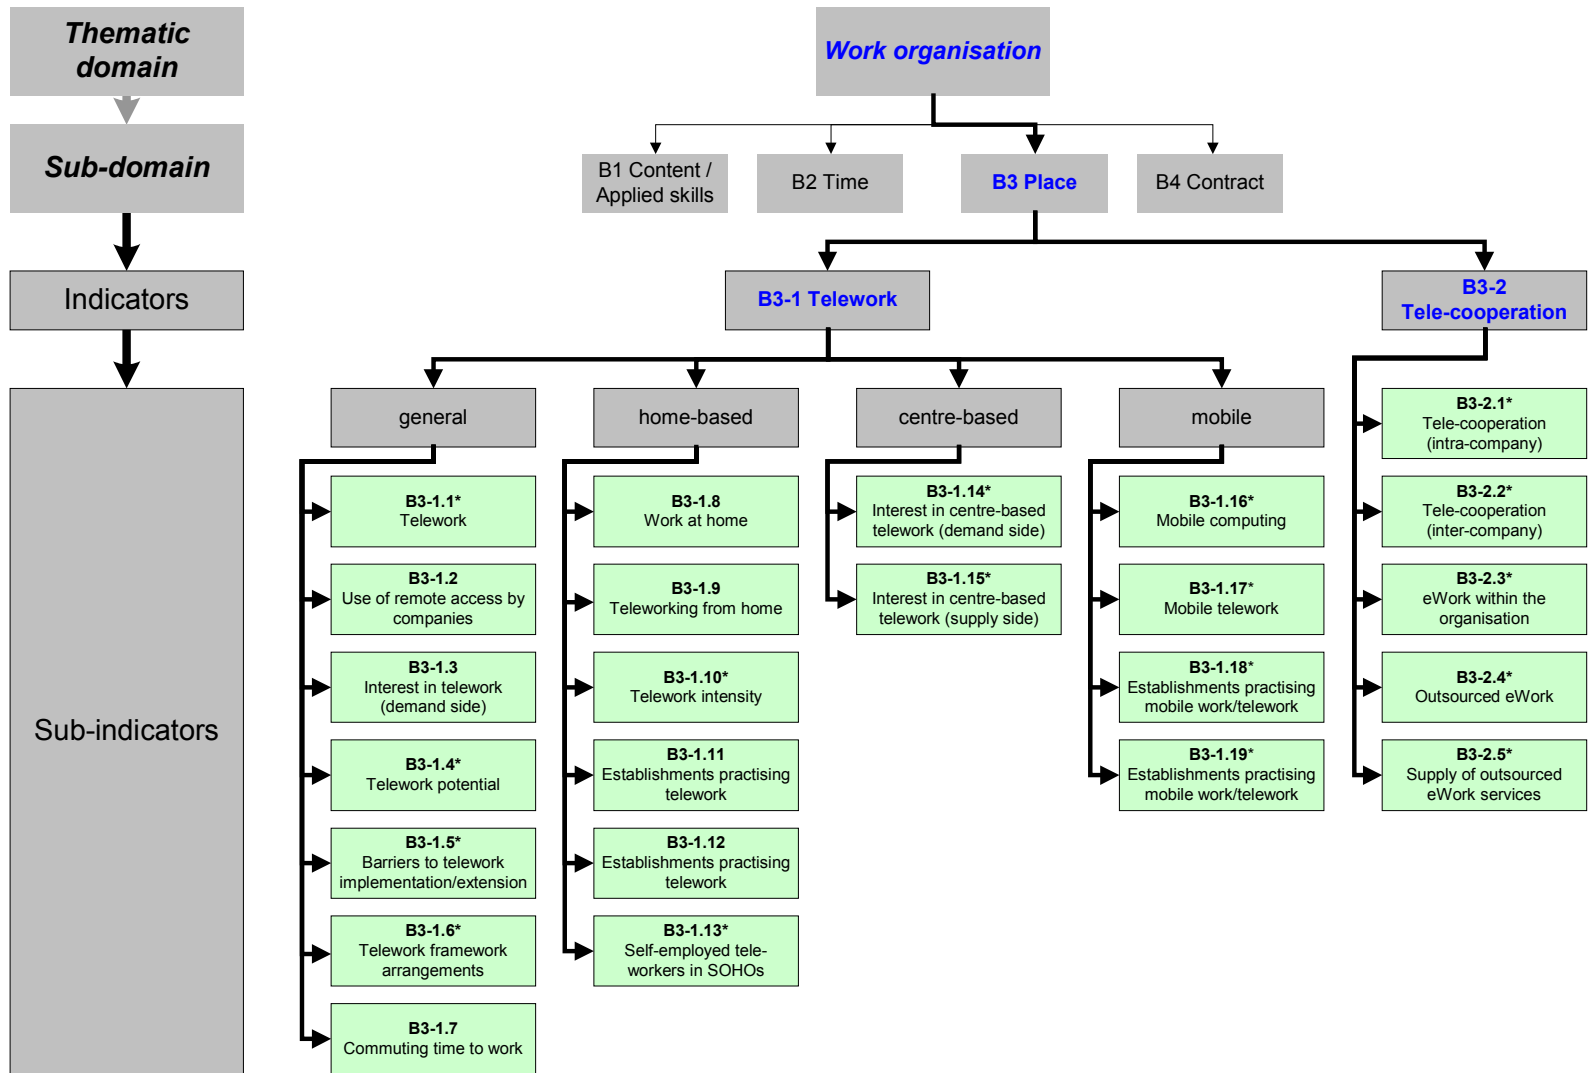 Thematic
domain
Work organisation
Sub-domain
B1 Content /
Applied skills
B2 Time
B3 Place
B4 Contract
Indicators
B3-1 Telework
B3-2
Tele-cooperation
Sub-indicators
general
B3-1.1*
Telework
B3-1.2
Use of remote access by
companies
B3-1.3
Interest in telework
(demand side)
B3-1.4*
Telework potential
B3-1.5*
Barriers to telework
implementation/extension
B3-1.6*
Telework framework
arrangements
B3-1.7
Commuting time to work
home-based
B3-1.8
Work at home
B3-1.9
Teleworking from home
B3-1.10*
Telework intensity
B3-1.11
Establishments practising
telework
B3-1.12
Establishments practising
telework
B3-1.13*
Self-employed tele-
workers in SOHOs
centre-based
B3-1.14*
Interest in centre-based
telework (demand side)
B3-1.15*
Interest in centre-based
telework (supply side)
mobile
B3-1.16*
Mobile computing
B3-1.17*
Mobile telework
B3-1.18*
Establishments practising
mobile work/telework
B3-1.19*
Establishments practising
mobile work/telework
B3-2.1*
Tele-cooperation
(intra-company)
B3-2.2*
Tele-cooperation
(inter-company)
B3-2.3*
eWork within the
organisation
B3-2.4*
Outsourced eWork
B3-2.5*
Supply of outsourced
eWork services